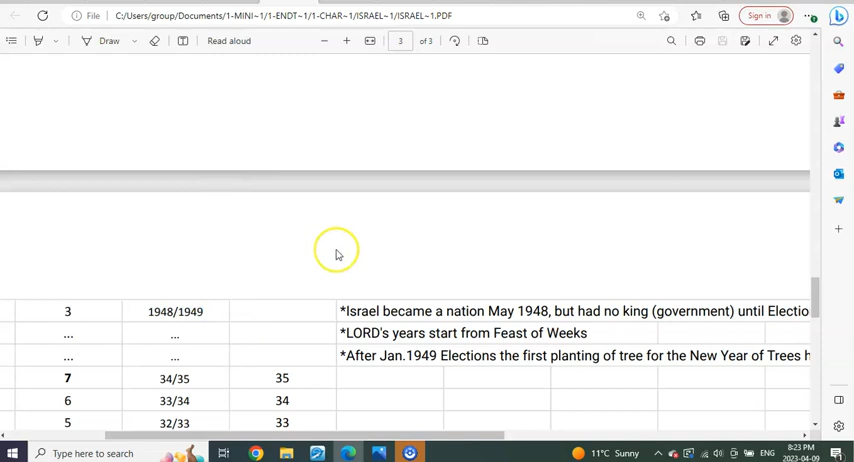 File C:/Users/group/Documents/1-MINI~1/1-ENDT~1/1-CHAR~1/ISRAEL~1/ISRAEL~1.PDF Sign in
Draw Read aloud 3 of 3
3 1948/1949 *Israel became a nation May 1948, but had no king (government) until Electio
... ... *LORD's years start from Feast of Weeks
... ... *After Jan.1949 Elections the first planting of tree for the New Year of Trees h
7 34/35 35
6 33/34 34
5 32/33 33
Type here to search 11°C Sunny ENG 8:23 PM
2023-04-09